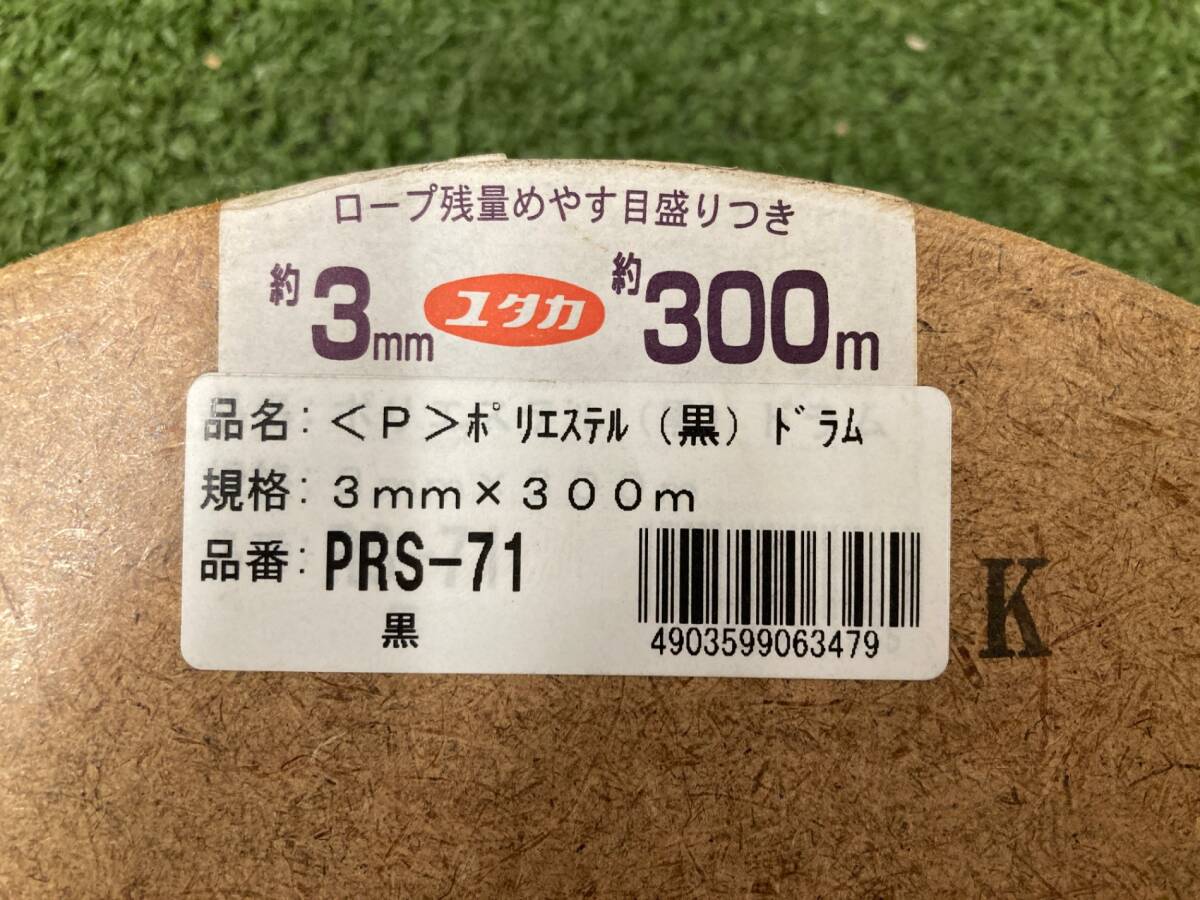 ロープ残量めやす目盛りつき
約3mm ユタカ 約300m
品名:＜Ｐ＞ﾎﾟﾘｴｽﾃﾙ（黒）ﾄﾞﾗﾑ
規格:３ｍｍ×３００ｍ
品番:PRS-71
黒
4903599063479
K